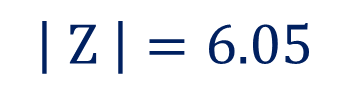 | Z | = 6.05